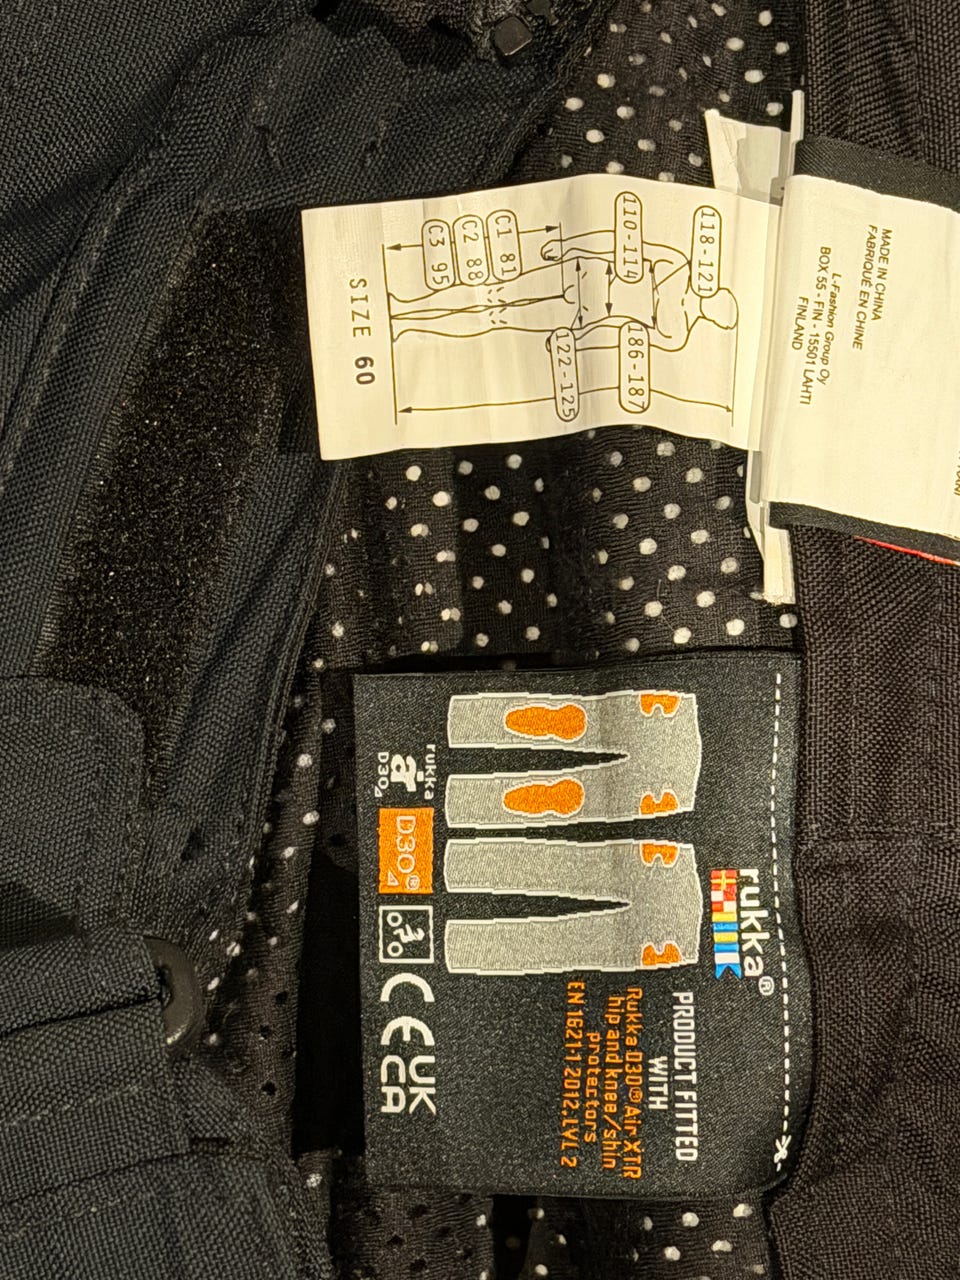 118-121
110-114
186-187
122-125
C1 81
C2 88
C3 95
SIZE 60
MADE IN CHINA
FABRIQUÉ EN CHINE
L-Fashion Group Oy
BOX 55 - FIN - 15501 LAHTI
FINLAND
rukka®
PRODUCT FITTED
WITH
Rukka D3O® Air XTR
hip and knee/shin
protectors
EN 1621-1:2012, LVL 2
rukka
air
D3O
D3O®
CE
UK
CA